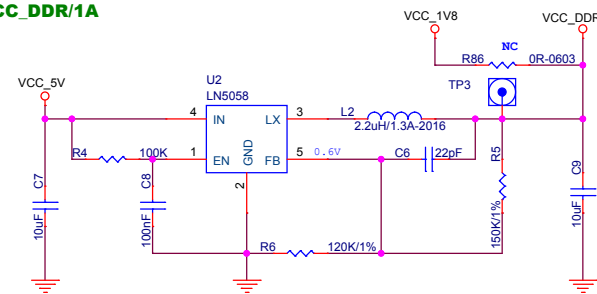 CC_DDR/1A
VCC_1V8
VCC_DDR
NC
R86
0R-0603
TP3
VCC_5V
U2
LN5058
4
IN
LX
3
L2
2.2uH/1.3A-2016
R4
100K
1
EN
GND
FB
5
0.6V
C6
22pF
R5
150K/1%
C7
10uF
C8
100nF
2
R6
120K/1%
C9
10uF